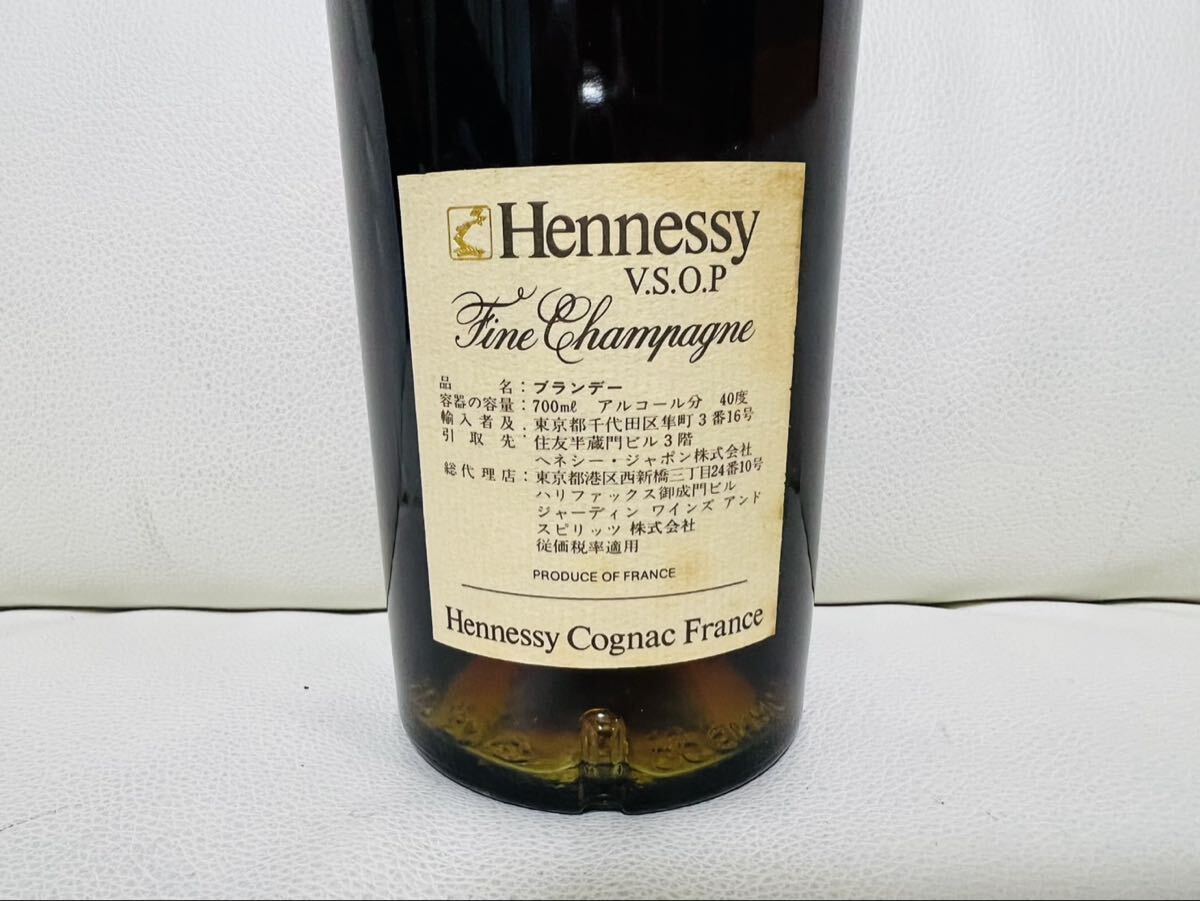 Hennessy
V.S.O.P
Fine Champagne
品名:ブランデー
容器の容量:700mℓ アルコール分 40度
輸入者及 東京都千代田区隼町3番16号
引取先:住友半蔵門ビル3階
ヘネシー・ジャポン株式会社
総代理店:東京都港区西新橋三丁目24番10号
ハリファックス御成門ビル
ジャーディン ワインズ アンド
スピリッツ 株式会社
従価税率適用
PRODUCE OF FRANCE
Hennessy Cognac France